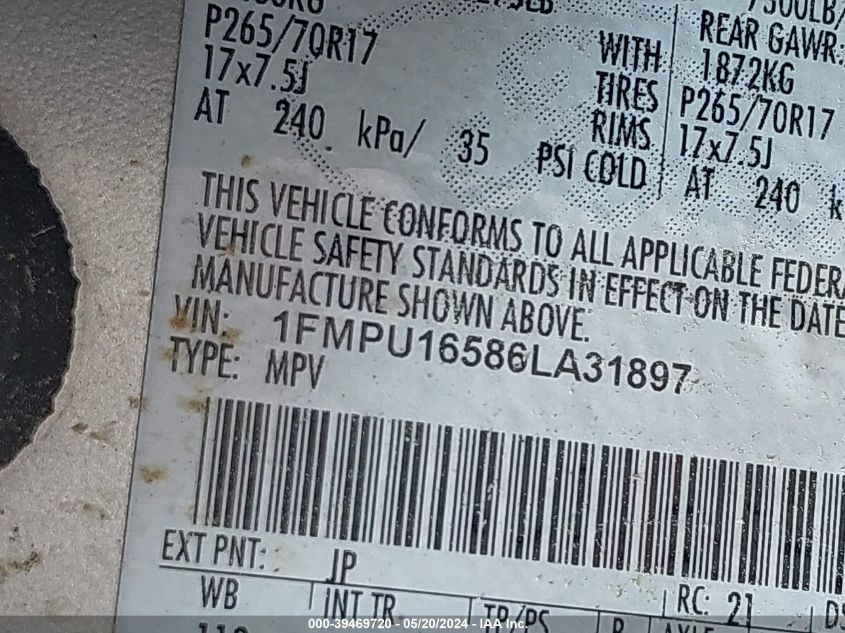 P265/70R17
17x7.5J
AT 240 kPa/ 35 PSI COLD
WITH
TIRES
RIMS
REAR GAWR:
1872KG
P265/70R17
17x7.5J
AT 240
THIS VEHICLE CONFORMS TO ALL APPLICABLE
VEHICLE SAFETY STANDARDS IN EFFECT ON THE DATE
MANUFACTURE SHOWN ABOVE.
VIN: 1FMPU16586LA31897
TYPE: MPV
EXT PNT: JP
RC: 21
WB INT TR TP/PS R AXLE
000-39469720 - 05/20/2024 - IAA Inc.